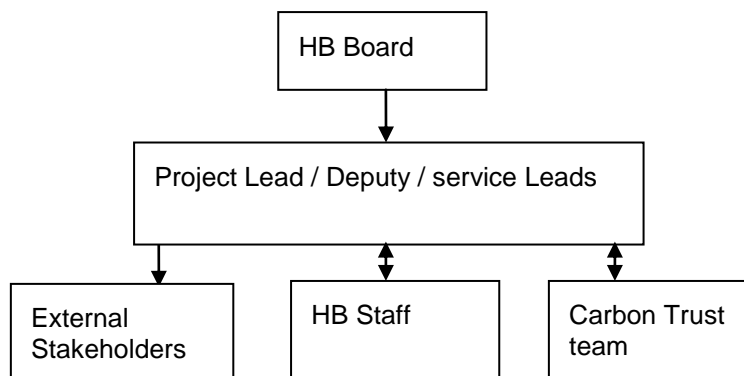 HB Board
Project Lead / Deputy / service Leads
External
Stakeholders
HB Staff
Carbon Trust
team